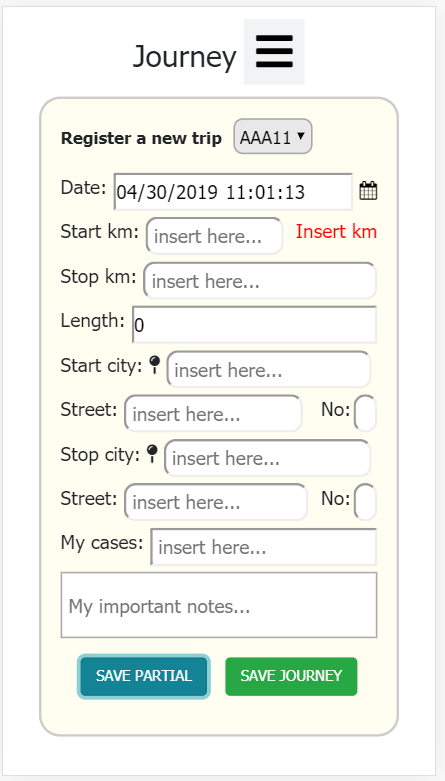 Journey
Register a new trip AAA11
Date: 04/30/2019 11:01:13
Start km: insert here... Insert km
Stop km: insert here...
Length: 0
Start city: insert here...
Street: insert here... No:
Stop city: insert here...
Street: insert here... No:
My cases: insert here...
My important notes...
SAVE PARTIAL SAVE JOURNEY